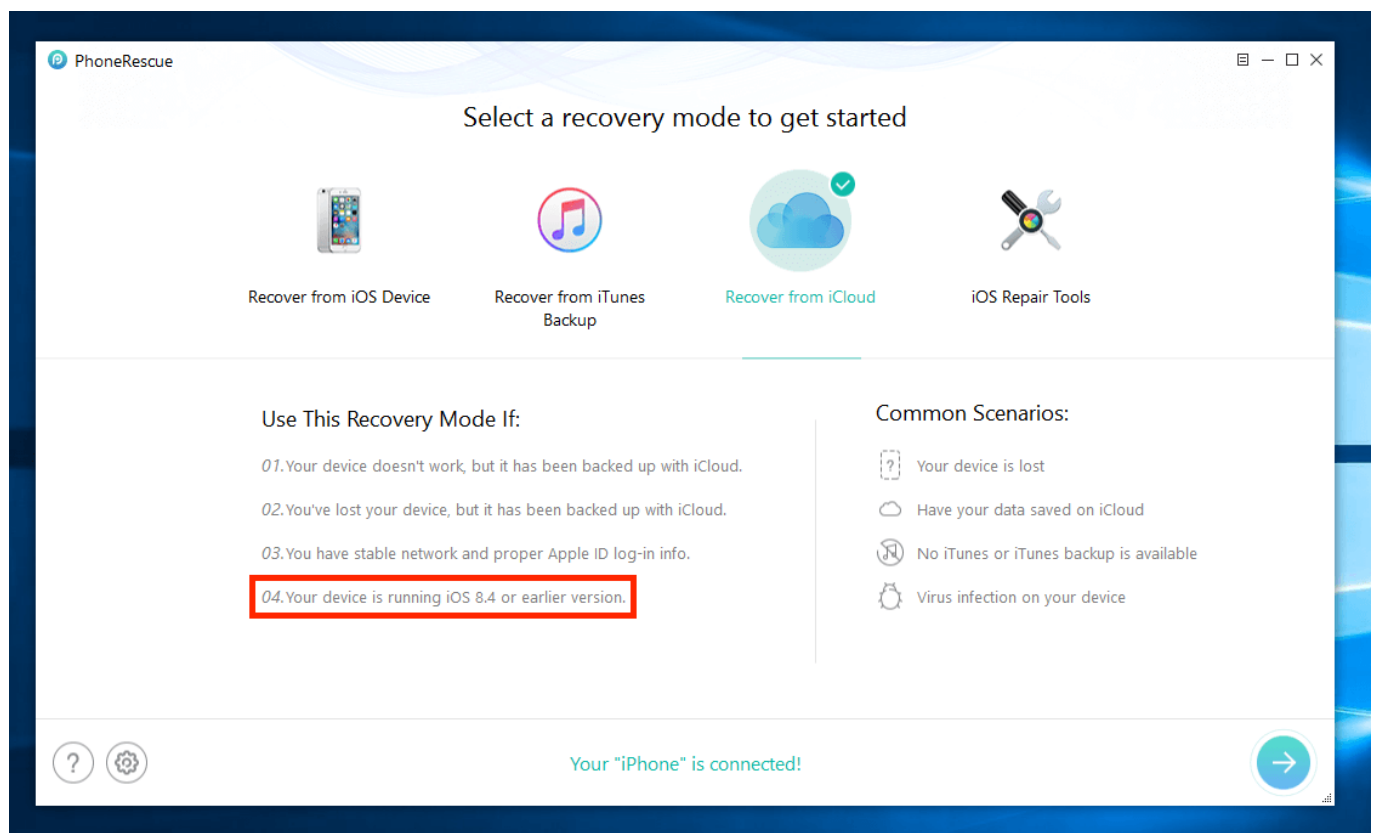 PhoneRescue
Select a recovery mode to get started
Recover from iOS Device
Recover from iTunes
Backup
Recover from iCloud
iOS Repair Tools
Use This Recovery Mode If:
01.Your device doesn't work, but it has been backed up with iCloud.
02.You've lost your device, but it has been backed up with iCloud.
03.You have stable network and proper Apple ID log-in info.
04.Your device is running iOS 8.4 or earlier version.
Common Scenarios:
Your device is lost
Have your data saved on iCloud
No iTunes or iTunes backup is available
Virus infection on your device
Your "iPhone" is connected!